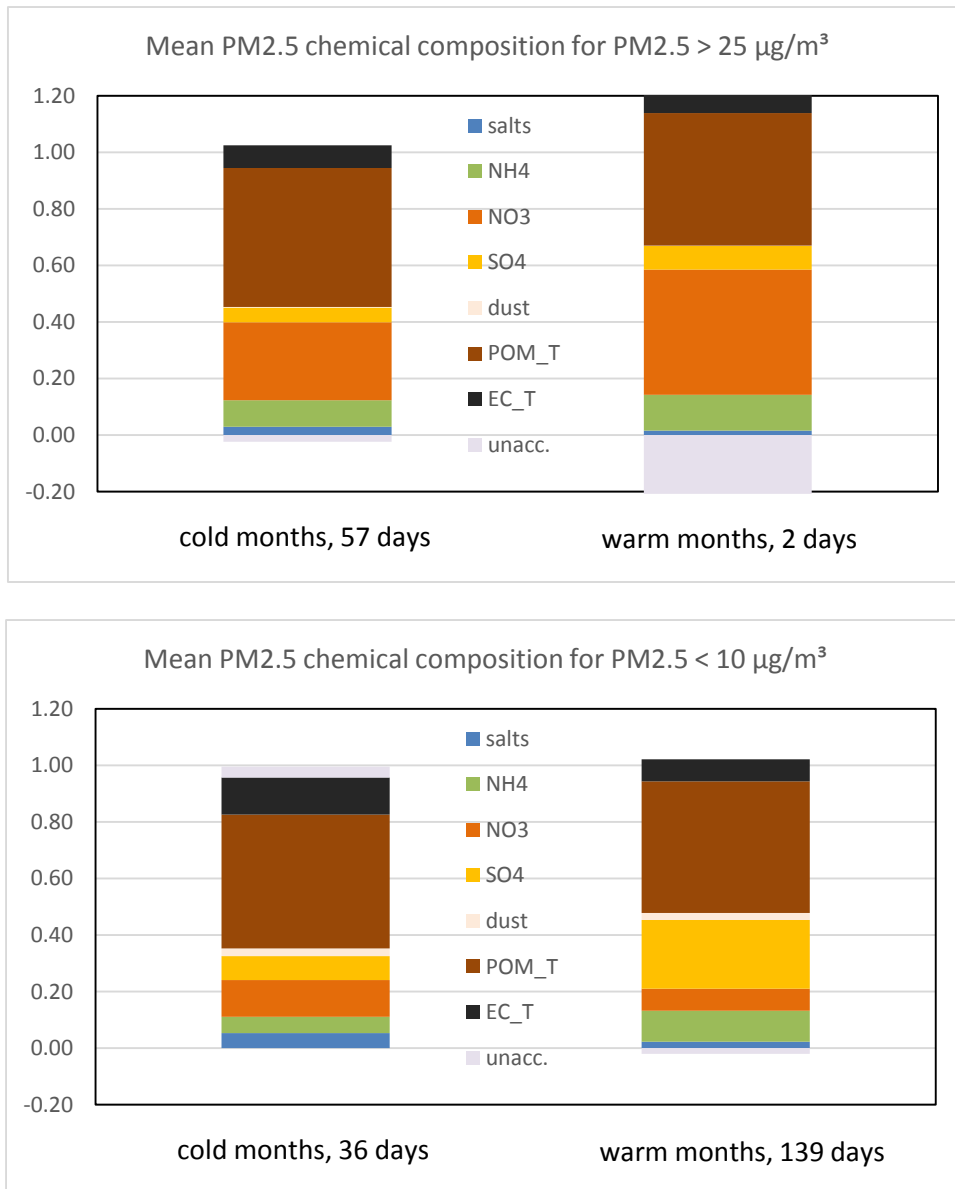 Mean PM2.5 chemical composition for PM2.5 > 25 µg/m³
1.20
1.00
0.80
0.60
0.40
0.20
0.00
-0.20
salts
NH4
NO3
SO4
dust
POM_T
EC_T
unacc.
cold months, 57 days
warm months, 2 days
Mean PM2.5 chemical composition for PM2.5 < 10 µg/m³
1.20
1.00
0.80
0.60
0.40
0.20
0.00
-0.20
salts
NH4
NO3
SO4
dust
POM_T
EC_T
unacc.
cold months, 36 days
warm months, 139 days